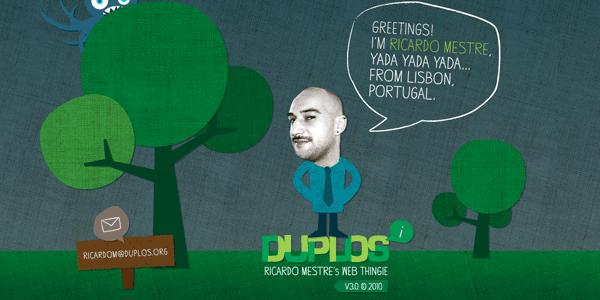 GREETINGS!
I'M RICARDO MESTRE,
YADA YADA YADA...
FROM LISBON,
PORTUGAL.
RICARDOM@DUPLOS.ORG
i
DUPLOS
RICARDO MESTRE's WEB THINGIE
V3.0 © 2010